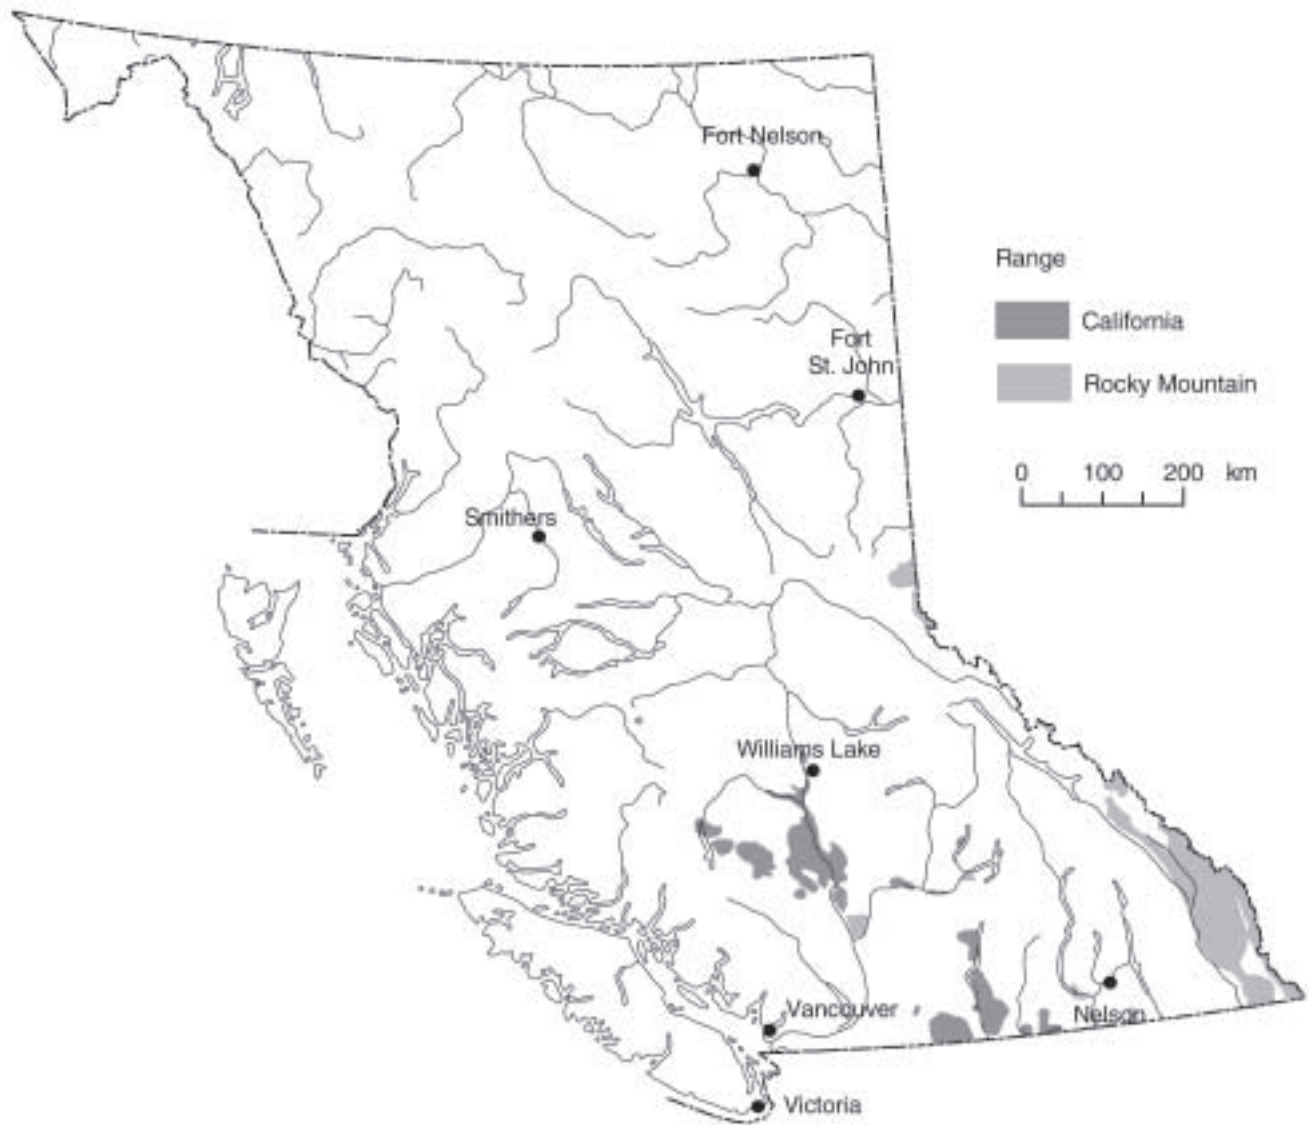 Fort Nelson
Range
California
Fort
St. John
Rocky Mountain
0 100 200 km
Smithers
Williams Lake
Vancouver
Nelson
Victoria